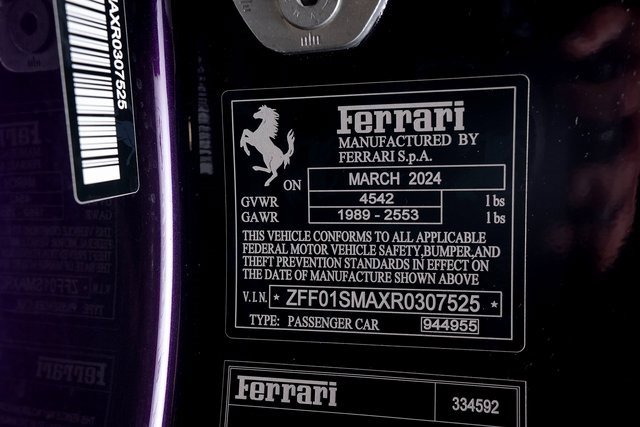 MAXR0307525
Ferrari
MANUFACTURED BY
FERRARI S.p.A.
ON MARCH 2024
GVWR 4542 lbs
GAWR 1989 - 2553 lbs
THIS VEHICLE CONFORMS TO ALL APPLICABLE
FEDERAL MOTOR VEHICLE SAFETY,BUMPER,AND
THEFT PREVENTION STANDARDS IN EFFECT ON
THE DATE OF MANUFACTURE SHOWN ABOVE
V.I.N. * ZFF01SMAXR0307525 *
TYPE: PASSENGER CAR 944955
Ferrari 334592